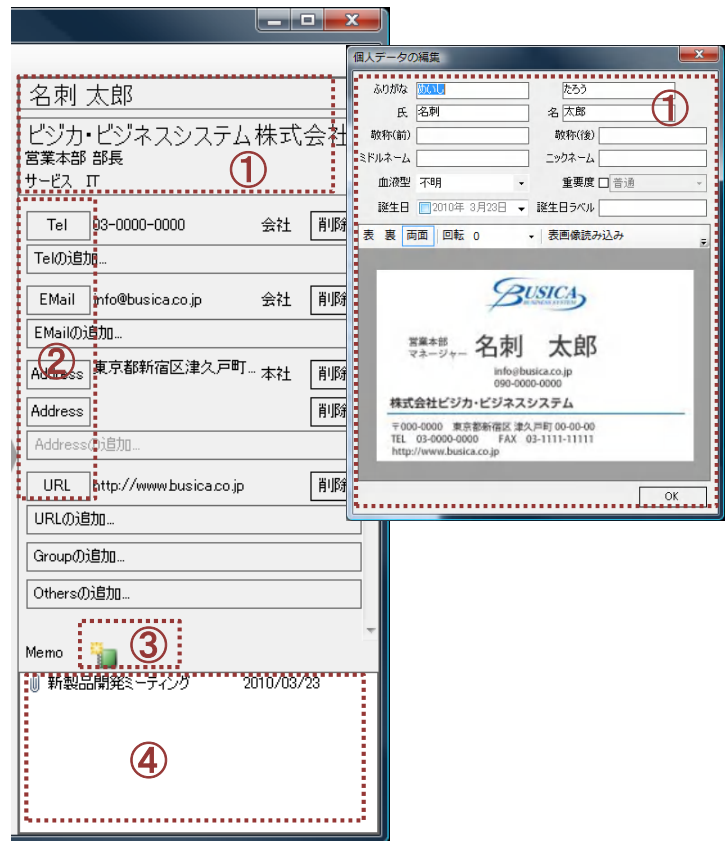 名刺 太郎
ビジカ・ビジネスシステム株式会社
営業本部 部長
サービス IT
①
Tel 03-0000-0000 会社 削除
Telの追加...
EMail info@busica.co.jp 会社 削除
EMailの追加...
②
Address 東京都新宿区津久戸町... 本社 削除
Address 削除
Addressの追加...
URL http://www.busica.co.jp 削除
URLの追加...
Groupの追加...
Othersの追加...
Memo ③
新製品開発ミーティング 2010/03/23
④
個人データの編集
ふりがな めいし たろう
①
氏 名刺 名 太郎
敬称(前) 敬称(後)
ミドルネーム ニックネーム
血液型 不明 重要度 普通
誕生日 2010年 3月23日 誕生日ラベル
表 裏 両面 回転 0 表画像読み込み
BUSICA
BUSINESS SYSTEM
営業本部
マネージャー 名刺 太郎
info@busica.co.jp
090-0000-0000
株式会社ビジカ・ビジネスシステム
〒000-0000 東京都新宿区津久戸町00-00-00
TEL 03-0000-0000 FAX 03-1111-11111
http://www.busica.co.jp
OK